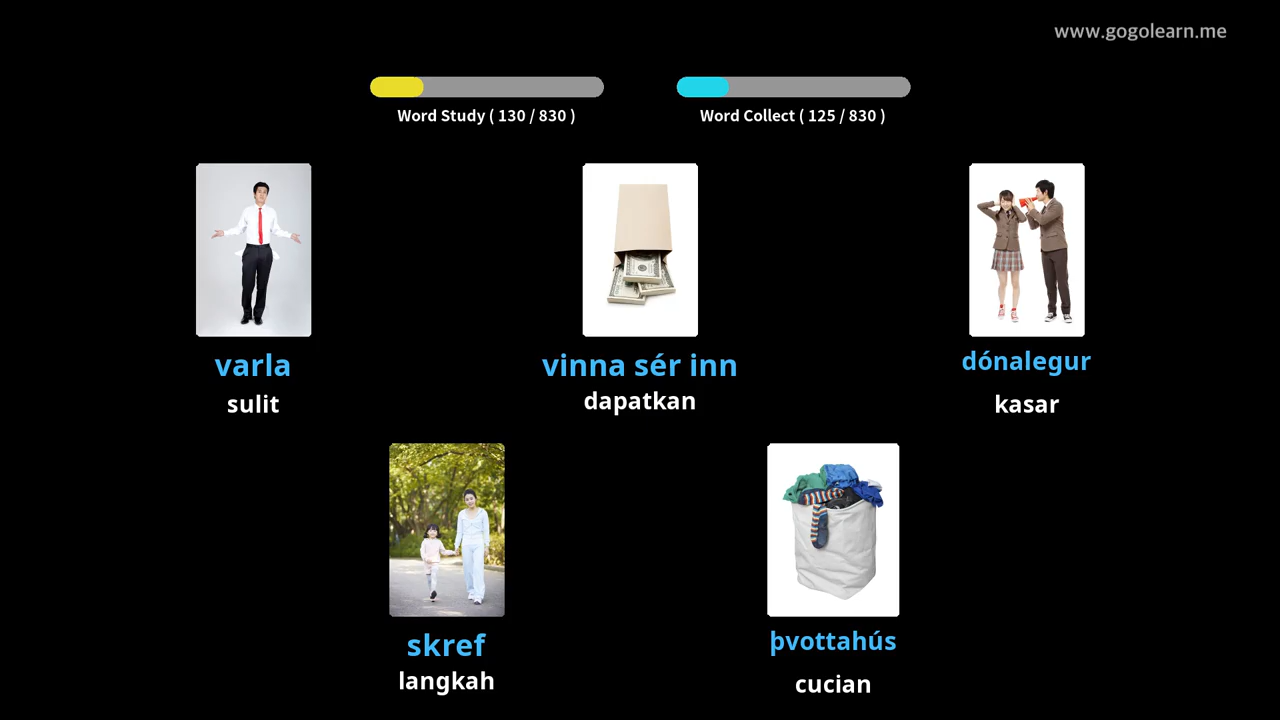 www.gogolearn.me
Word Study ( 130 / 830 )
Word Collect ( 125 / 830 )
varla
sulit
vinna sér inn
dapatkan
dónalegur
kasar
skref
langkah
þvottahús
cucian